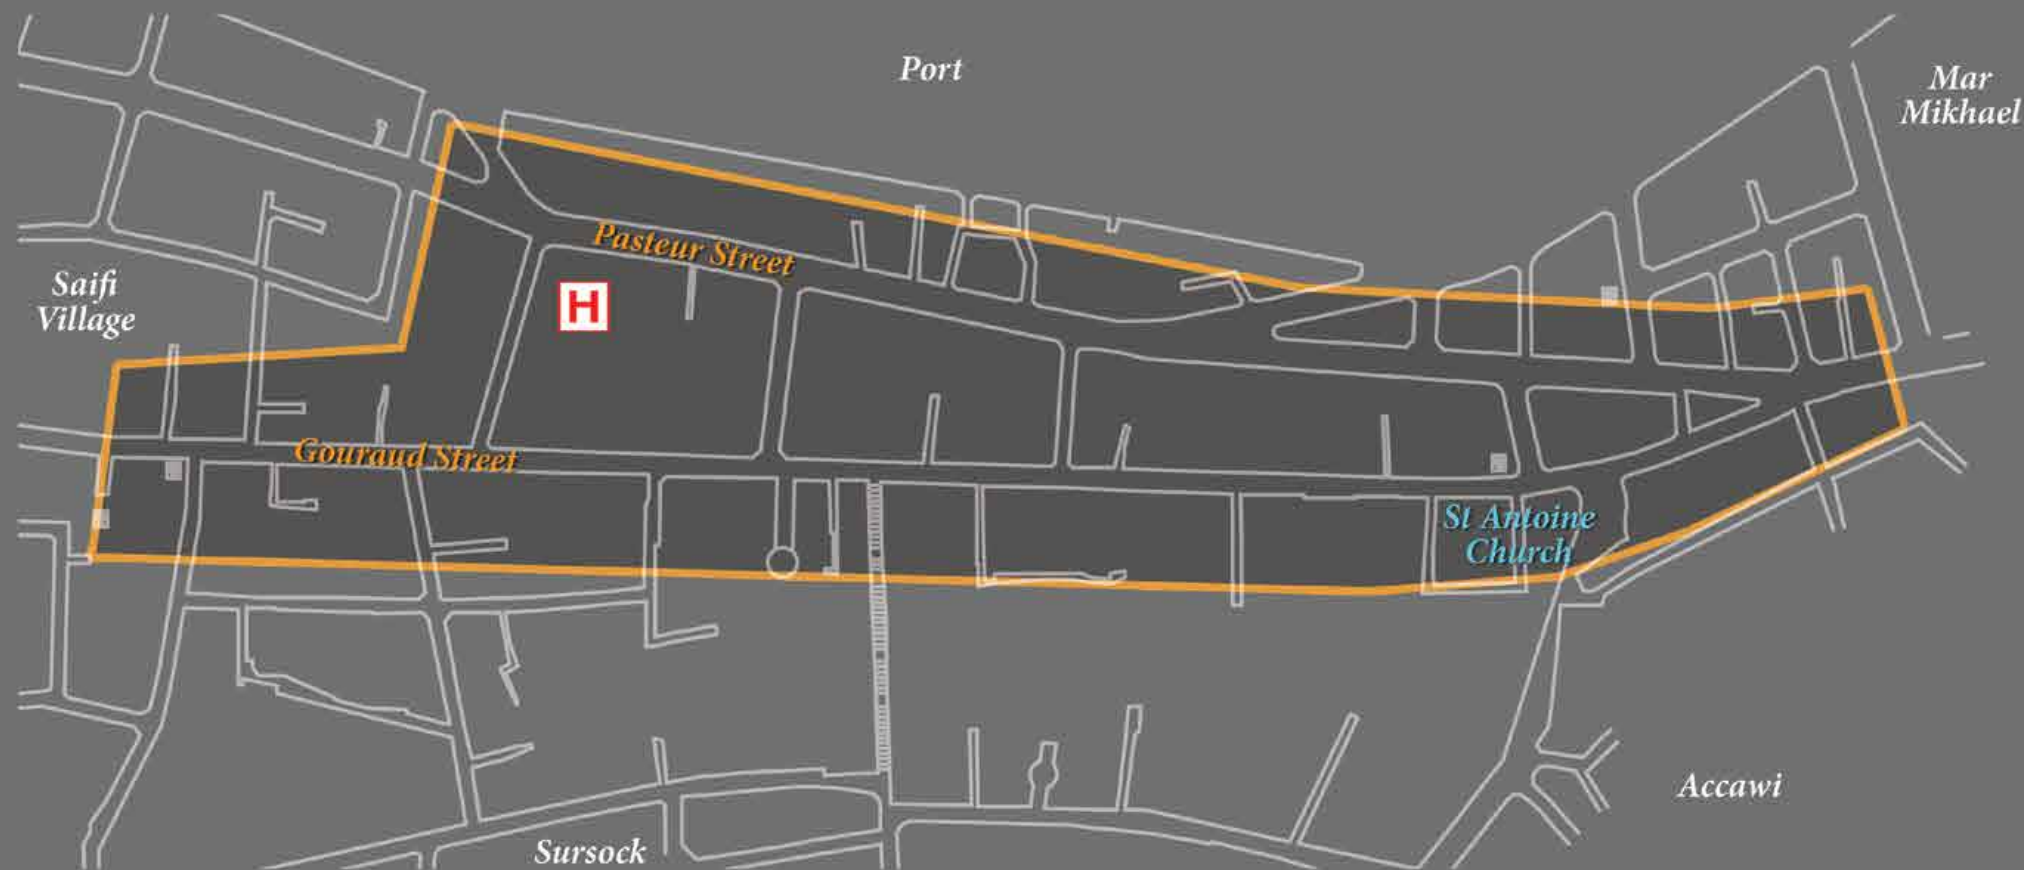 Port
Mar
Mikhael
Pasteur Street
Saifi
Village
H
Gouraud Street
St Antoine
Church
Accawi
Sursock